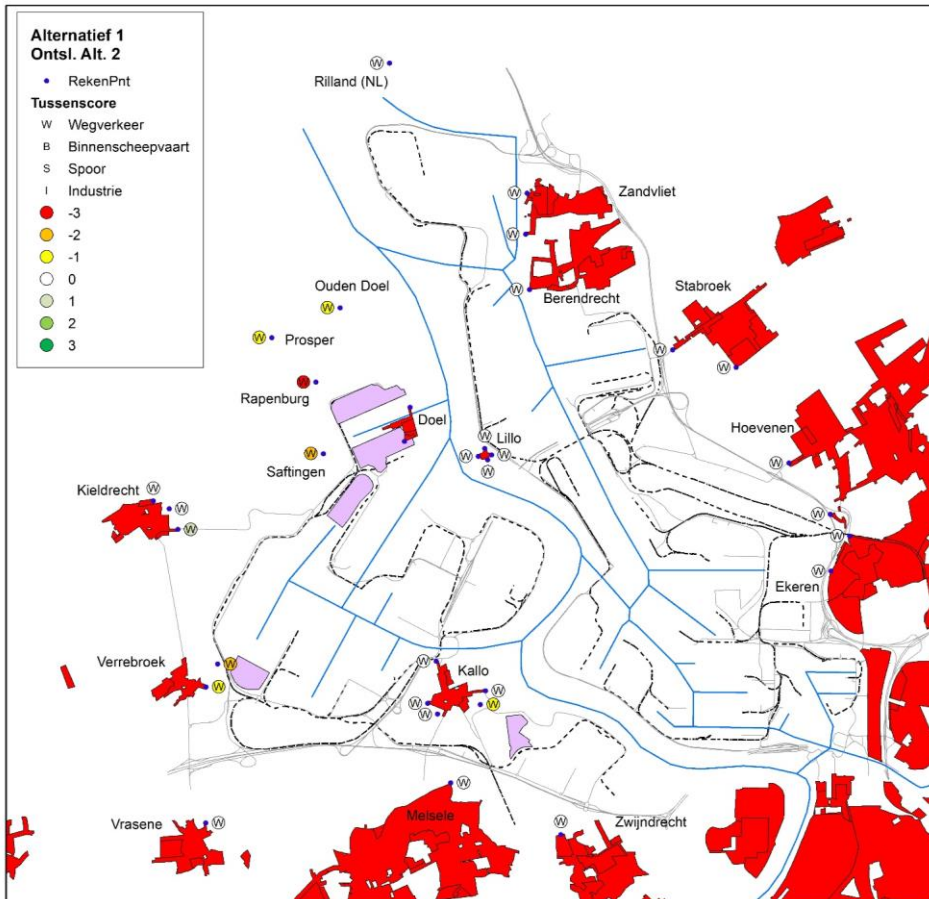 Alternatief 1
Ontsl. Alt. 2
RekenPnt
Tussenscore
W Wegverkeer
B Binnenscheepvaart
S Spoor
I Industrie
-3
-2
-1
0
1
2
3
W
Rilland (NL)
W
Zandvliet
W
Ouden Doel
W
W
Berendrecht
Stabroek
W
Prosper
W
W
W
Rapenburg
Doel
Hoevenen
W
Lillo
W
W
W
W
Saftingen
W
Kieldrecht
W
W
W
W
W
W
Ekeren
Verrebroek
W
W
W
Kallo
W
W
W
W
W
Melsele
Vrasene
W
W
Zwijndrecht